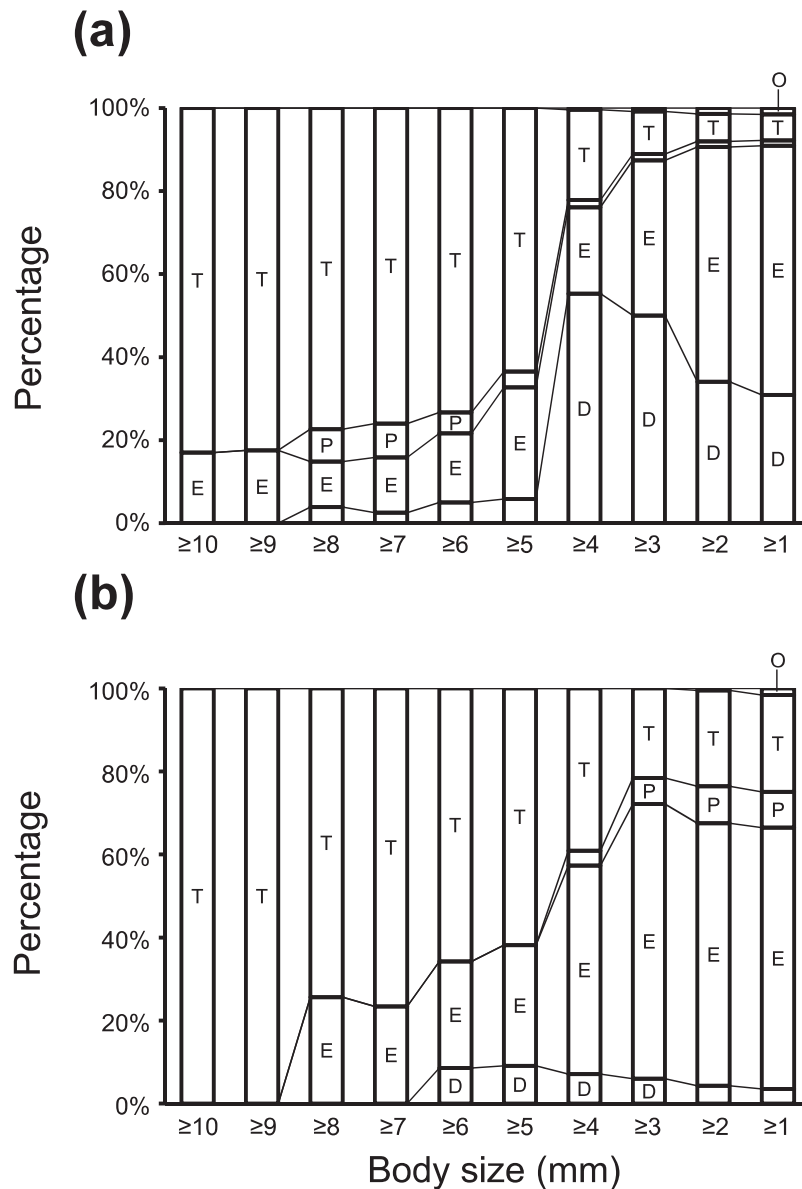 (a)
O
100%
80%
60%
40%
20%
0%
Percentage
T T T T T T T T T T
P P P
E E E E E E E E E E
D D D D
≥10 ≥9 ≥8 ≥7 ≥6 ≥5 ≥4 ≥3 ≥2 ≥1
(b)
O
100%
80%
60%
40%
20%
0%
Percentage
T T T T T T T T T T
P P P
E E E E E E E E
D D D D
≥10 ≥9 ≥8 ≥7 ≥6 ≥5 ≥4 ≥3 ≥2 ≥1
Body size (mm)